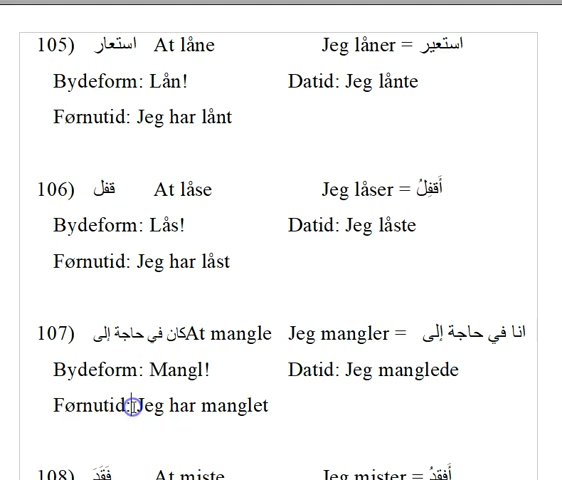 105) استعار At låne Jeg låner = استعير
Bydeform: Lån! Datid: Jeg lånte
Førnutid: Jeg har lånt
106) قفل At låse Jeg låser = أَقفِلُ
Bydeform: Lås! Datid: Jeg låste
Førnutid: Jeg har låst
107) كان في حاجة إلى At mangle Jeg mangler = انا في حاجة إلى
Bydeform: Mangl! Datid: Jeg manglede
Førnutid: Jeg har manglet
108) فَقَدَ At miste Jeg mister = أَفقِدُ